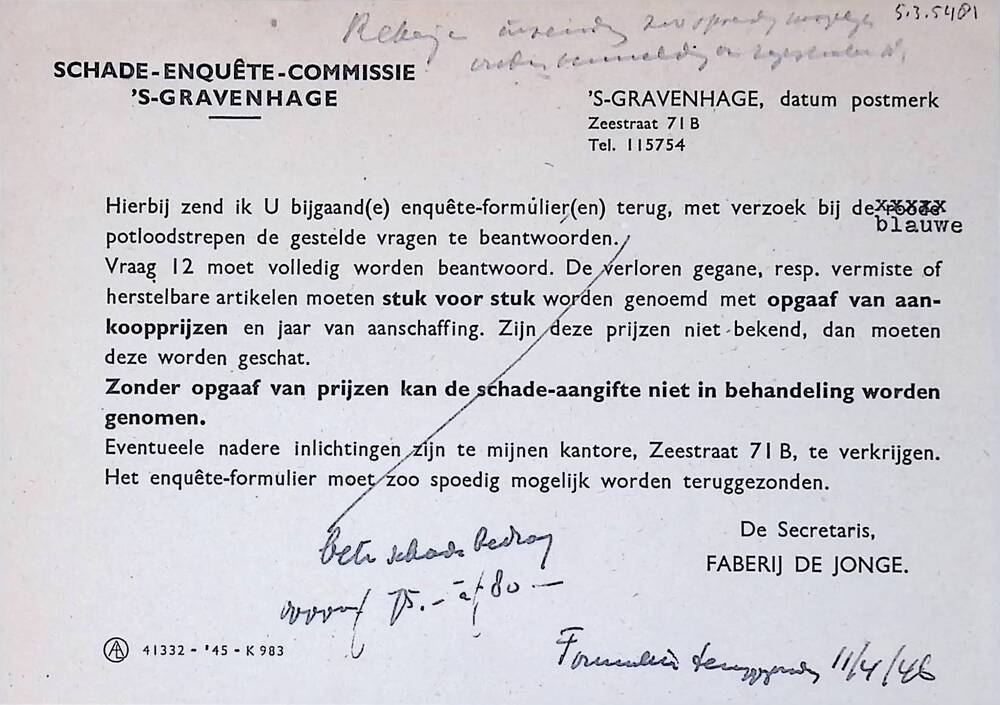 5.3.5481
SCHADE-ENQUÊTE-COMMISSIE
'S-GRAVENHAGE
'S-GRAVENHAGE, datum postmerk
Zeestraat 71 B
Tel. 115754
Hierbij zend ik U bijgaand(e) enquête-formulier(en) terug, met verzoek bij de roode
blauwe
potloodstrepen de gestelde vragen te beantwoorden.
Vraag 12 moet volledig worden beantwoord. De verloren gegane, resp. vermiste of
herstelbare artikelen moeten stuk voor stuk worden genoemd met opgaaf van aan-
koopprijzen en jaar van aanschaffing. Zijn deze prijzen niet bekend, dan moeten
deze worden geschat.
Zonder opgaaf van prijzen kan de schade-aangifte niet in behandeling worden
genomen.
Eventueele nadere inlichtingen zijn te mijnen kantore, Zeestraat 71 B, te verkrijgen.
Het enquête-formulier moet zoo spoedig mogelijk worden teruggezonden.
De Secretaris,
FABERIJ DE JONGE.
schade bedrag
75.- à f 80.-
41332 - '45 - K 983
Formulier 11/4/46